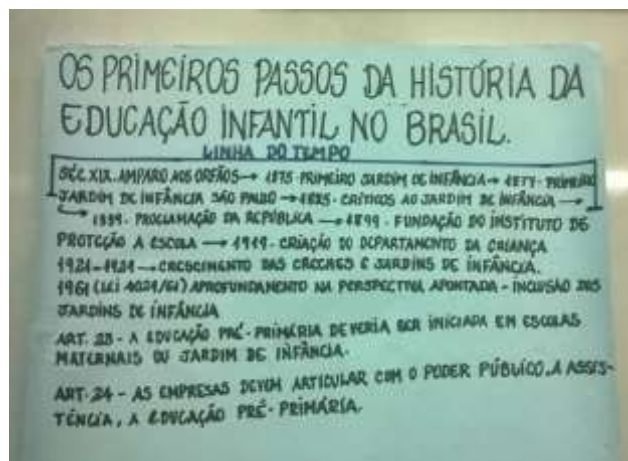 OS PRIMEIROS PASSOS DA HISTÓRIA DA
EDUCAÇÃO INFANTIL NO BRASIL.
LINHA DO TEMPO
SÉC XIX. AMPARO AOS ORFÃOS → 1875 PRIMEIRO JARDIM DE INFÂNCIA → 1877 - PRIMEIRO
JARDIM DE INFÂNCIA SÃO PAULO → 1885 - CRÍTICOS AO JARDIM DE INFÂNCIA →
→ 1889 - PROCLAMAÇÃO DA REPÚBLICA → 1899 - FUNDAÇÃO DO INSTITUTO DE
PROTEÇÃO A ESCOLA → 1919 - CRIAÇÃO DO DEPARTAMENTO DA CRIANÇA
1921-1924 → CRESCIMENTO DAS CRECHES E JARDINS DE INFÂNCIA.
1961 (LEI 4024/61) APROFUNDAMENTO NA PERSPECTIVA APONTADA - INCLUSÃO DOS
JARDINS DE INFÂNCIA
ART. 23 - A EDUCAÇÃO PRÉ-PRIMÁRIA DEVERIA SER INICIADA EM ESCOLAS
MATERNAIS OU JARDIM DE INFÂNCIA.
ART. 24 - AS EMPRESAS DEVEM ARTICULAR COM O PODER PÚBLICO. A ASSIS-
TÊNCIA, A EDUCAÇÃO PRÉ-PRIMÁRIA.